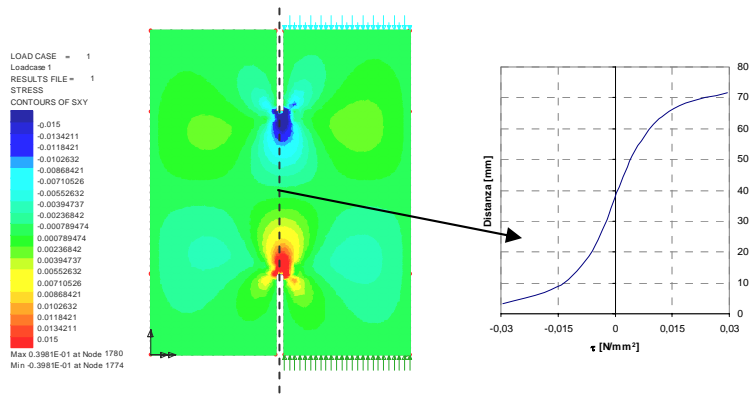 LOAD CASE = 1
Loadcase 1
RESULTS FILE = 1
STRESS
CONTOURS OF SXY
-0.015
-0.0134211
-0.0118421
-0.0102632
-0.00868421
-0.00710526
-0.00552632
-0.00394737
-0.00236842
-0.000789474
0.000789474
0.00236842
0.00394737
0.00552632
0.00710526
0.00868421
0.0102632
0.0118421
0.0134211
0.015
Max 0.3981E-01 at Node 1780
Min -0.3981E-01 at Node 1774
80
70
60
50
40
30
20
10
0
Distanza [mm]
-0,03 -0,015 0 0,015 0,03
τ [N/mm²]